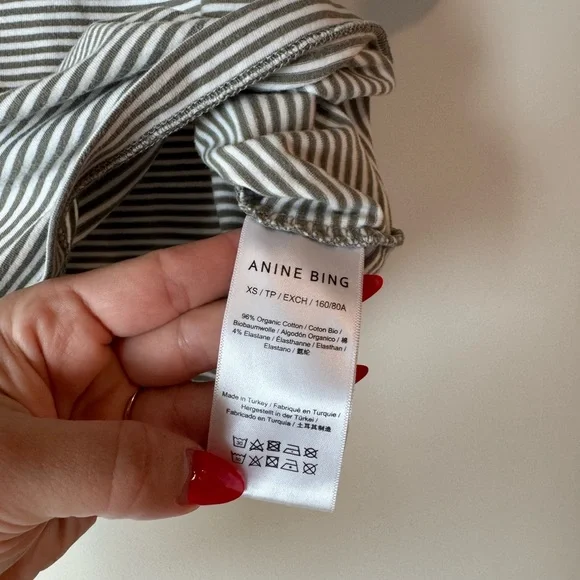 ANINE BING
XS / TP / EXCH / 160/80A
96% Organic Cotton / Coton Bio /
Biobaumwolle / Algodon Organico / 棉
4% Elastane / Élasthanne / Elasthan /
Elastano / 氨纶
Made in Turkey / Fabriqué en Turquie /
Hergestellt in der Türkei /
Fabricado en Turquia / 土耳其制造